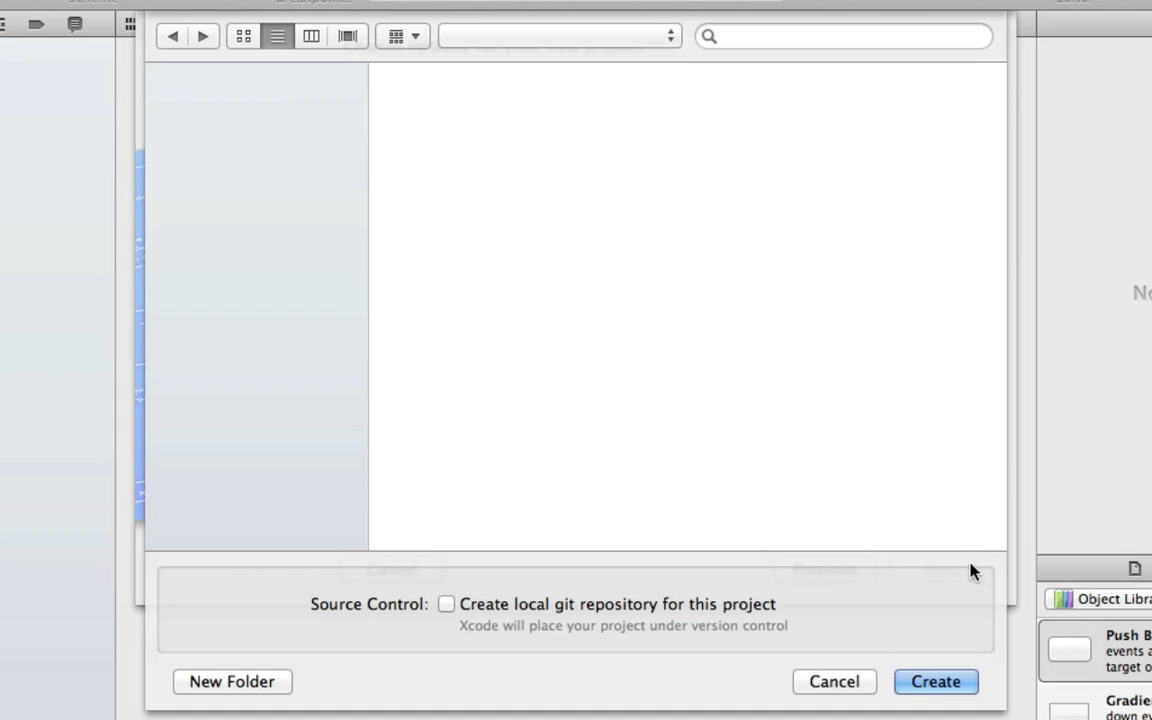 Source Control: Create local git repository for this project
Xcode will place your project under version control
New Folder
Cancel
Create
No
Object Libra
Push B
events a
target o
Gradie
down ev